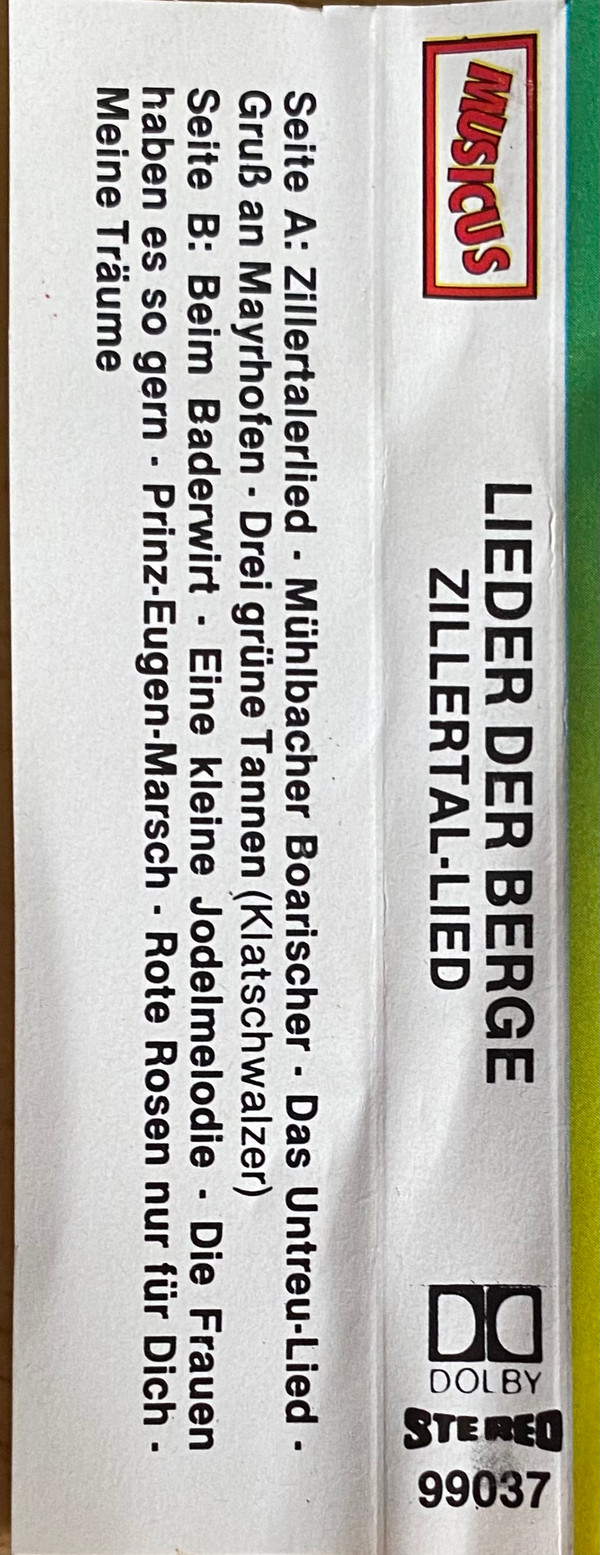 MUSICUS
LIEDER DER BERGE
ZILLERTAL-LIED
DOLBY
STEREO
99037
Seite A: Zillertalerlied - Mühlbacher Boarischer - Das Untreu-Lied -
Gruß an Mayrhofen - Drei grüne Tannen (Klatschwalzer)
Seite B: Beim Baderwirt - Eine kleine Jodelmelodie - Die Frauen
haben es so gern - Prinz-Eugen-Marsch - Rote Rosen nur für Dich -
Meine Träume